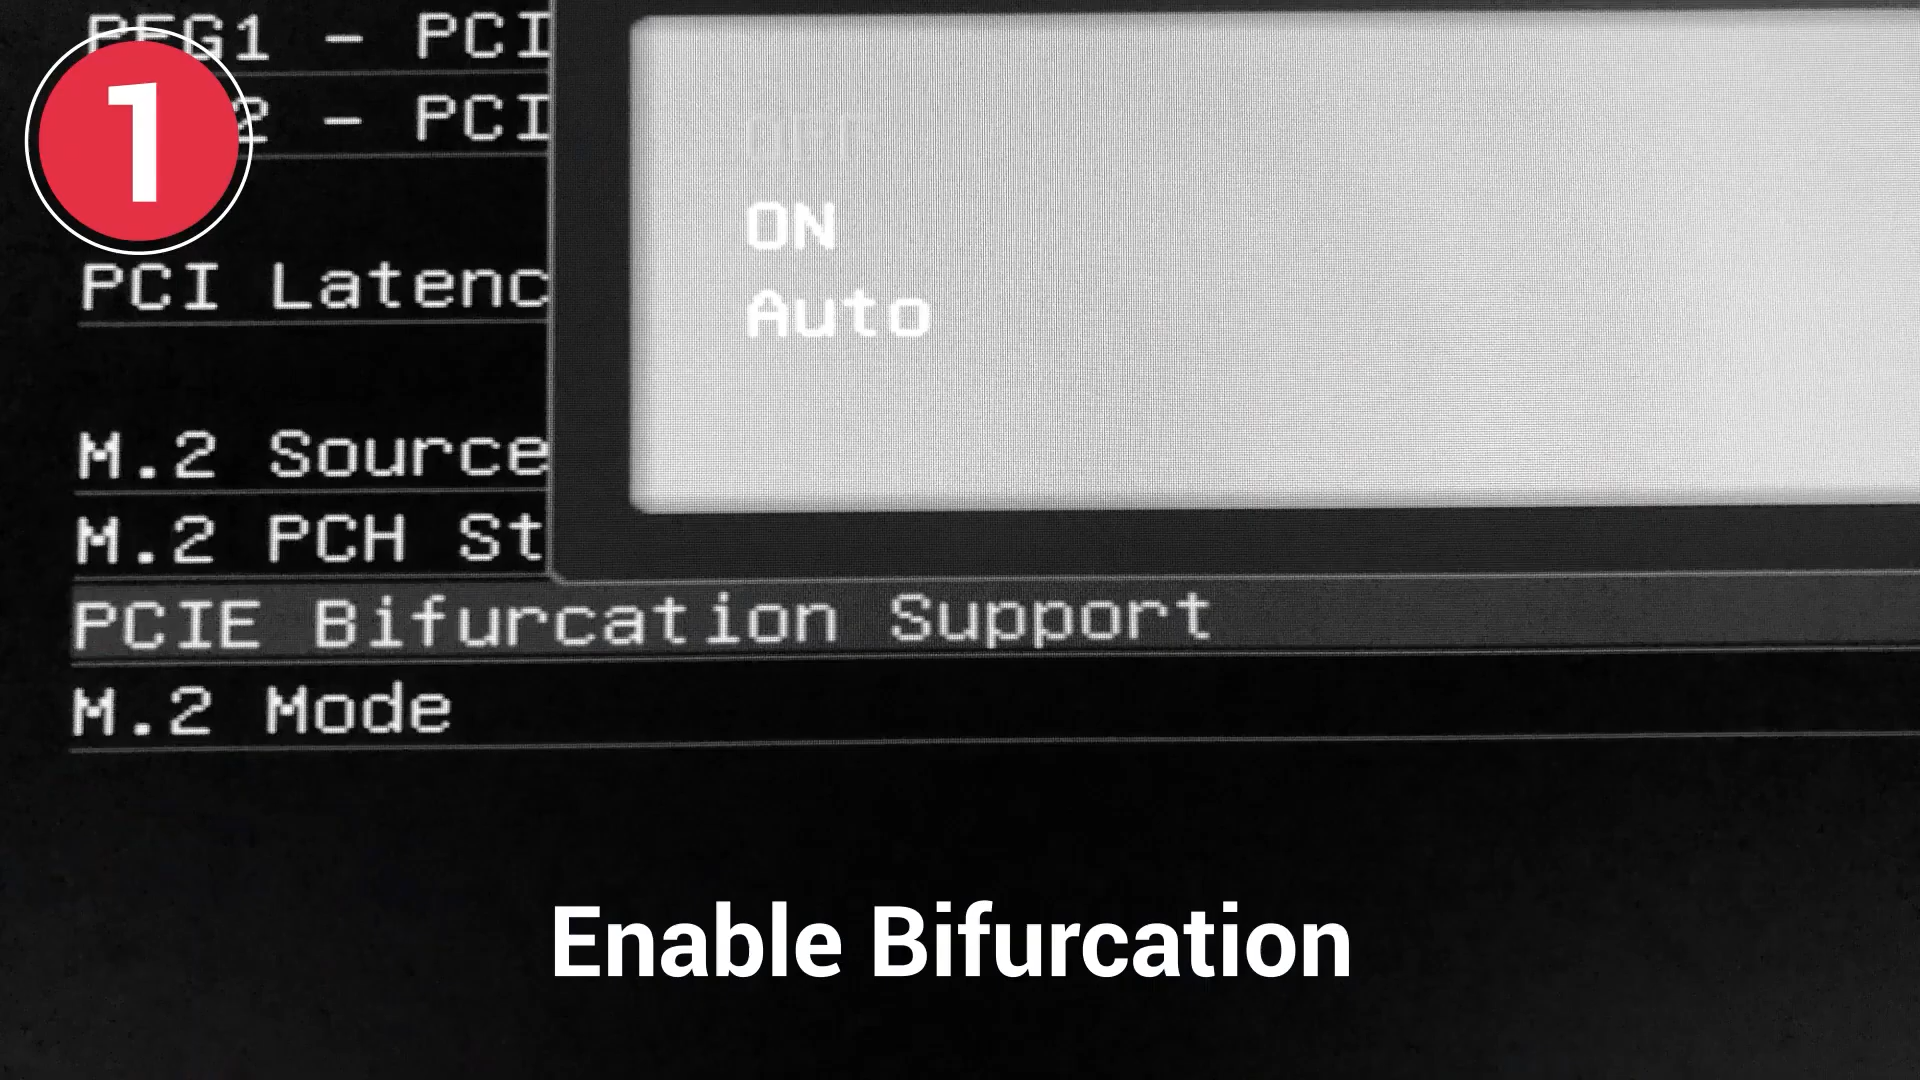 PEG1 - PCI
1
2 - PCI
OFF
ON
PCI Latenc
Auto
M.2 Source
M.2 PCH St
PCIE Bifurcation Support
M.2 Mode
Enable Bifurcation